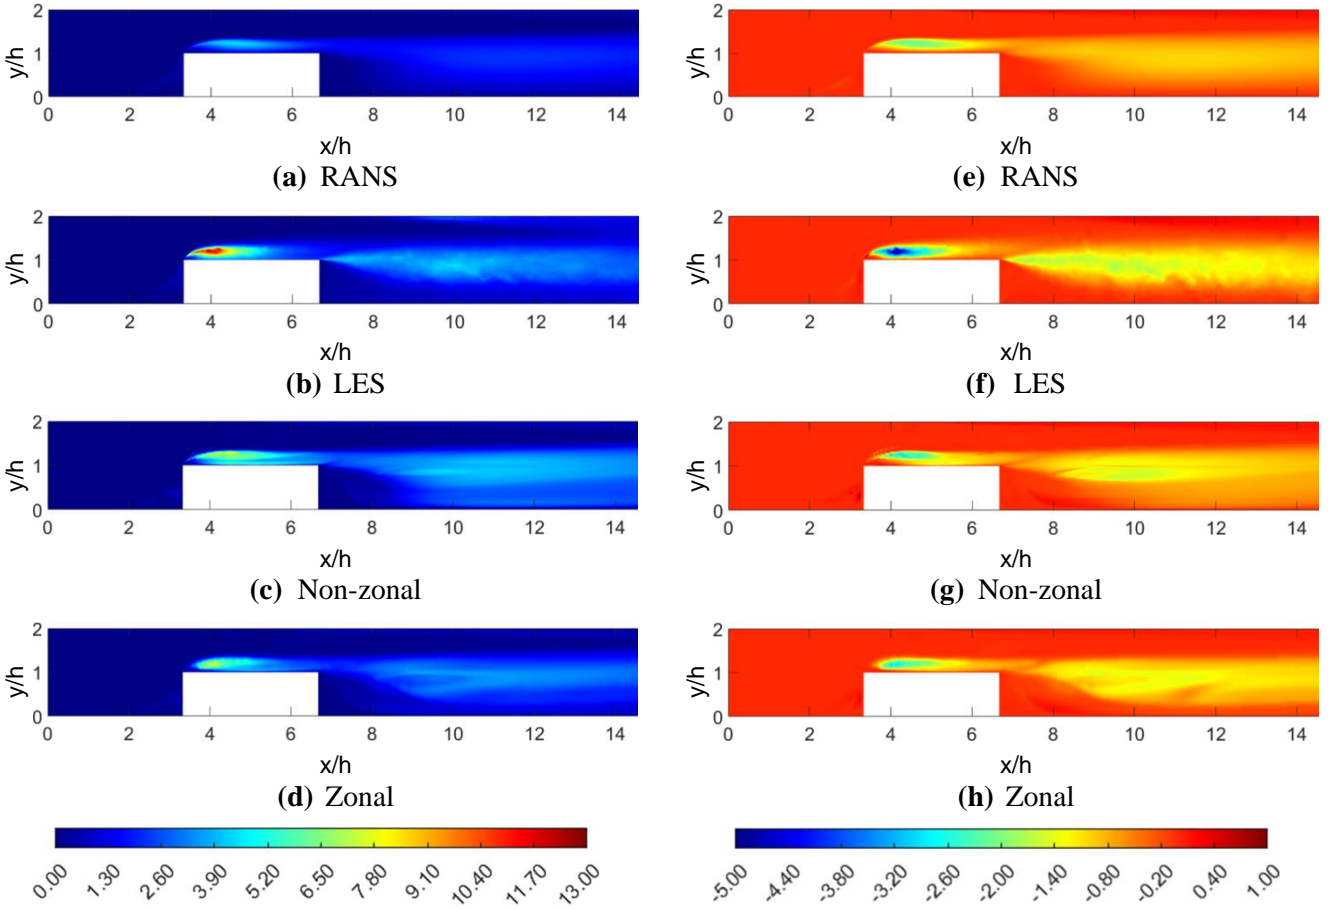 2
1
0
y/h
0 2 4 6 8 10 12 14
x/h
(a) RANS
2
1
0
y/h
0 2 4 6 8 10 12 14
x/h
(b) LES
2
1
0
y/h
0 2 4 6 8 10 12 14
x/h
(c) Non-zonal
2
1
0
y/h
0 2 4 6 8 10 12 14
x/h
(d) Zonal
0.00 1.30 2.60 3.90 5.20 6.50 7.80 9.10 10.40 11.70 13.00
2
1
0
y/h
0 2 4 6 8 10 12 14
x/h
(e) RANS
2
1
0
y/h
0 2 4 6 8 10 12 14
x/h
(f) LES
2
1
0
y/h
0 2 4 6 8 10 12 14
x/h
(g) Non-zonal
2
1
0
y/h
0 2 4 6 8 10 12 14
x/h
(h) Zonal
-5.00 -4.40 -3.80 -3.20 -2.60 -2.00 -1.40 -0.80 -0.20 0.40 1.00